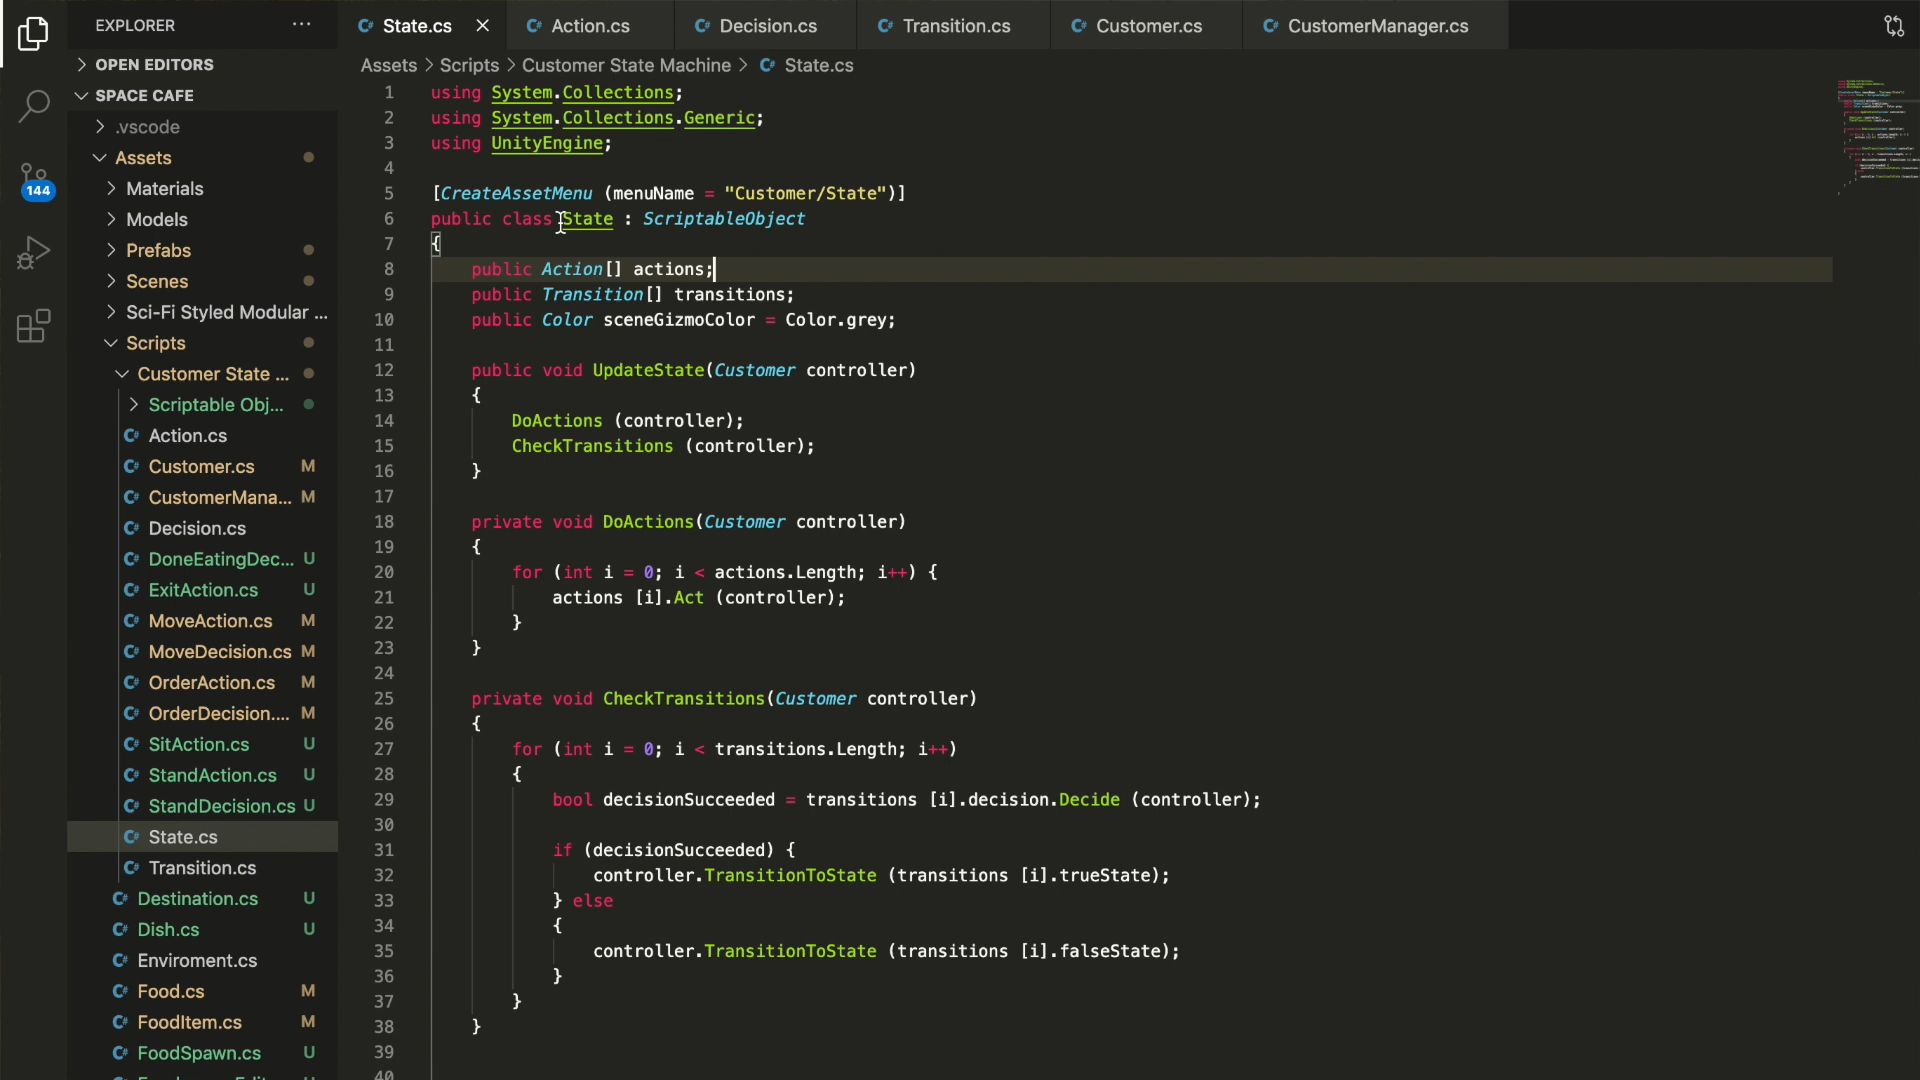 EXPLORER
···
State.cs
Action.cs
Decision.cs
Transition.cs
Customer.cs
CustomerManager.cs
OPEN EDITORS
SPACE CAFE
.vscode
Assets
Materials
Models
Prefabs
Scenes
Sci-Fi Styled Modular ...
Scripts
Customer State ...
Scriptable Obj...
Action.cs
Customer.cs M
CustomerMana... M
Decision.cs
DoneEatingDec... U
ExitAction.cs U
MoveAction.cs M
MoveDecision.cs M
OrderAction.cs M
OrderDecision.... M
SitAction.cs U
StandAction.cs U
StandDecision.cs U
State.cs
Transition.cs
Destination.cs U
Dish.cs U
Enviroment.cs
Food.cs M
FoodItem.cs M
FoodSpawn.cs U
144
Assets > Scripts > Customer State Machine > State.cs
1 using System.Collections;
2 using System.Collections.Generic;
3 using UnityEngine;
4
5 [CreateAssetMenu (menuName = "Customer/State")]
6 public class State : ScriptableObject
7 {
8 public Action[] actions;
9 public Transition[] transitions;
10 public Color sceneGizmoColor = Color.grey;
11
12 public void UpdateState(Customer controller)
13 {
14 DoActions (controller);
15 CheckTransitions (controller);
16 }
17
18 private void DoActions(Customer controller)
19 {
20 for (int i = 0; i < actions.Length; i++) {
21 actions [i].Act (controller);
22 }
23 }
24
25 private void CheckTransitions(Customer controller)
26 {
27 for (int i = 0; i < transitions.Length; i++)
28 {
29 bool decisionSucceeded = transitions [i].decision.Decide (controller);
30
31 if (decisionSucceeded) {
32 controller.TransitionToState (transitions [i].trueState);
33 } else
34 {
35 controller.TransitionToState (transitions [i].falseState);
36 }
37 }
38 }
39
40